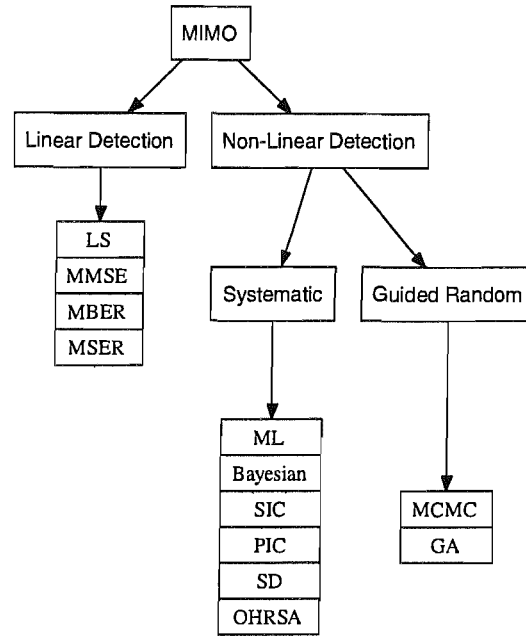 MIMO
Linear Detection
Non-Linear Detection
LS
MMSE
MBER
MSER
Systematic
Guided Random
ML
Bayesian
SIC
PIC
SD
OHRSA
MCMC
GA